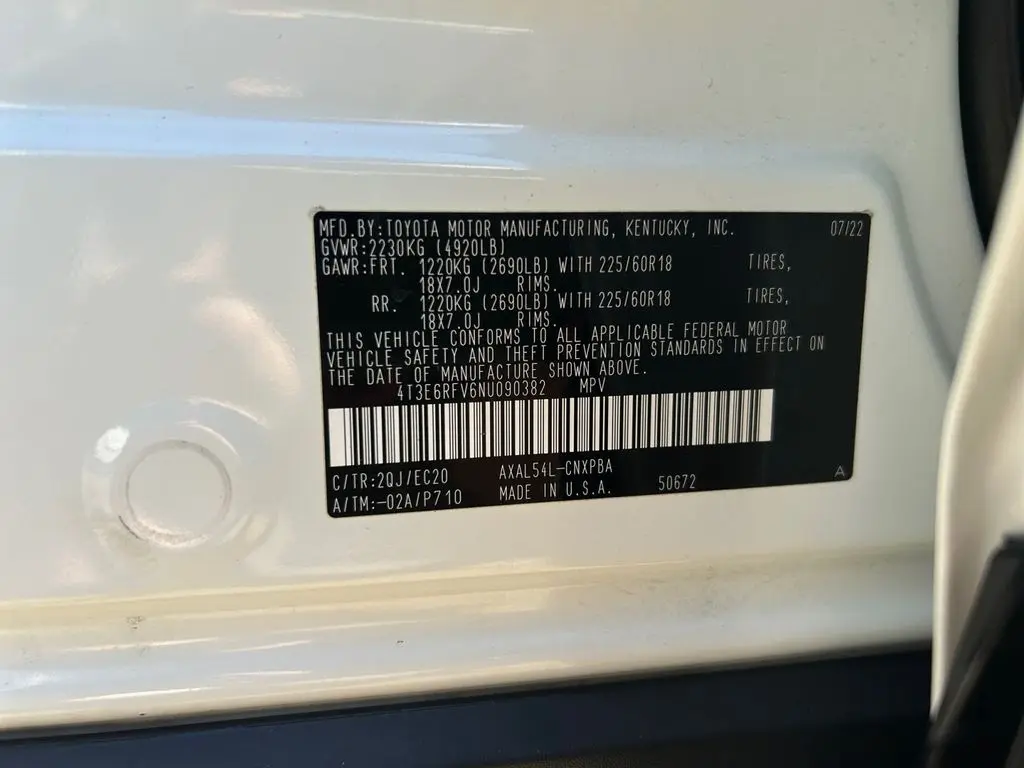 MFD.BY:TOYOTA MOTOR MANUFACTURING, KENTUCKY, INC. 07/22
GVWR:2230KG (4920LB)
GAWR:FRT. 1220KG (2690LB) WITH 225/60R18 TIRES,
18X7.0J RIMS.
RR. 1220KG (2690LB) WITH 225/60R18 TIRES,
18X7.0J RIMS.
THIS VEHICLE CONFORMS TO ALL APPLICABLE FEDERAL MOTOR
VEHICLE SAFETY AND THEFT PREVENTION STANDARDS IN EFFECT ON
THE DATE OF MANUFACTURE SHOWN ABOVE.
4T3E6RFV6NU090382 MPV
C/TR:2QJ/EC20 AXAL54L-CNXPBA
A/TM:-02A/P710 MADE IN U.S.A. 50672 A